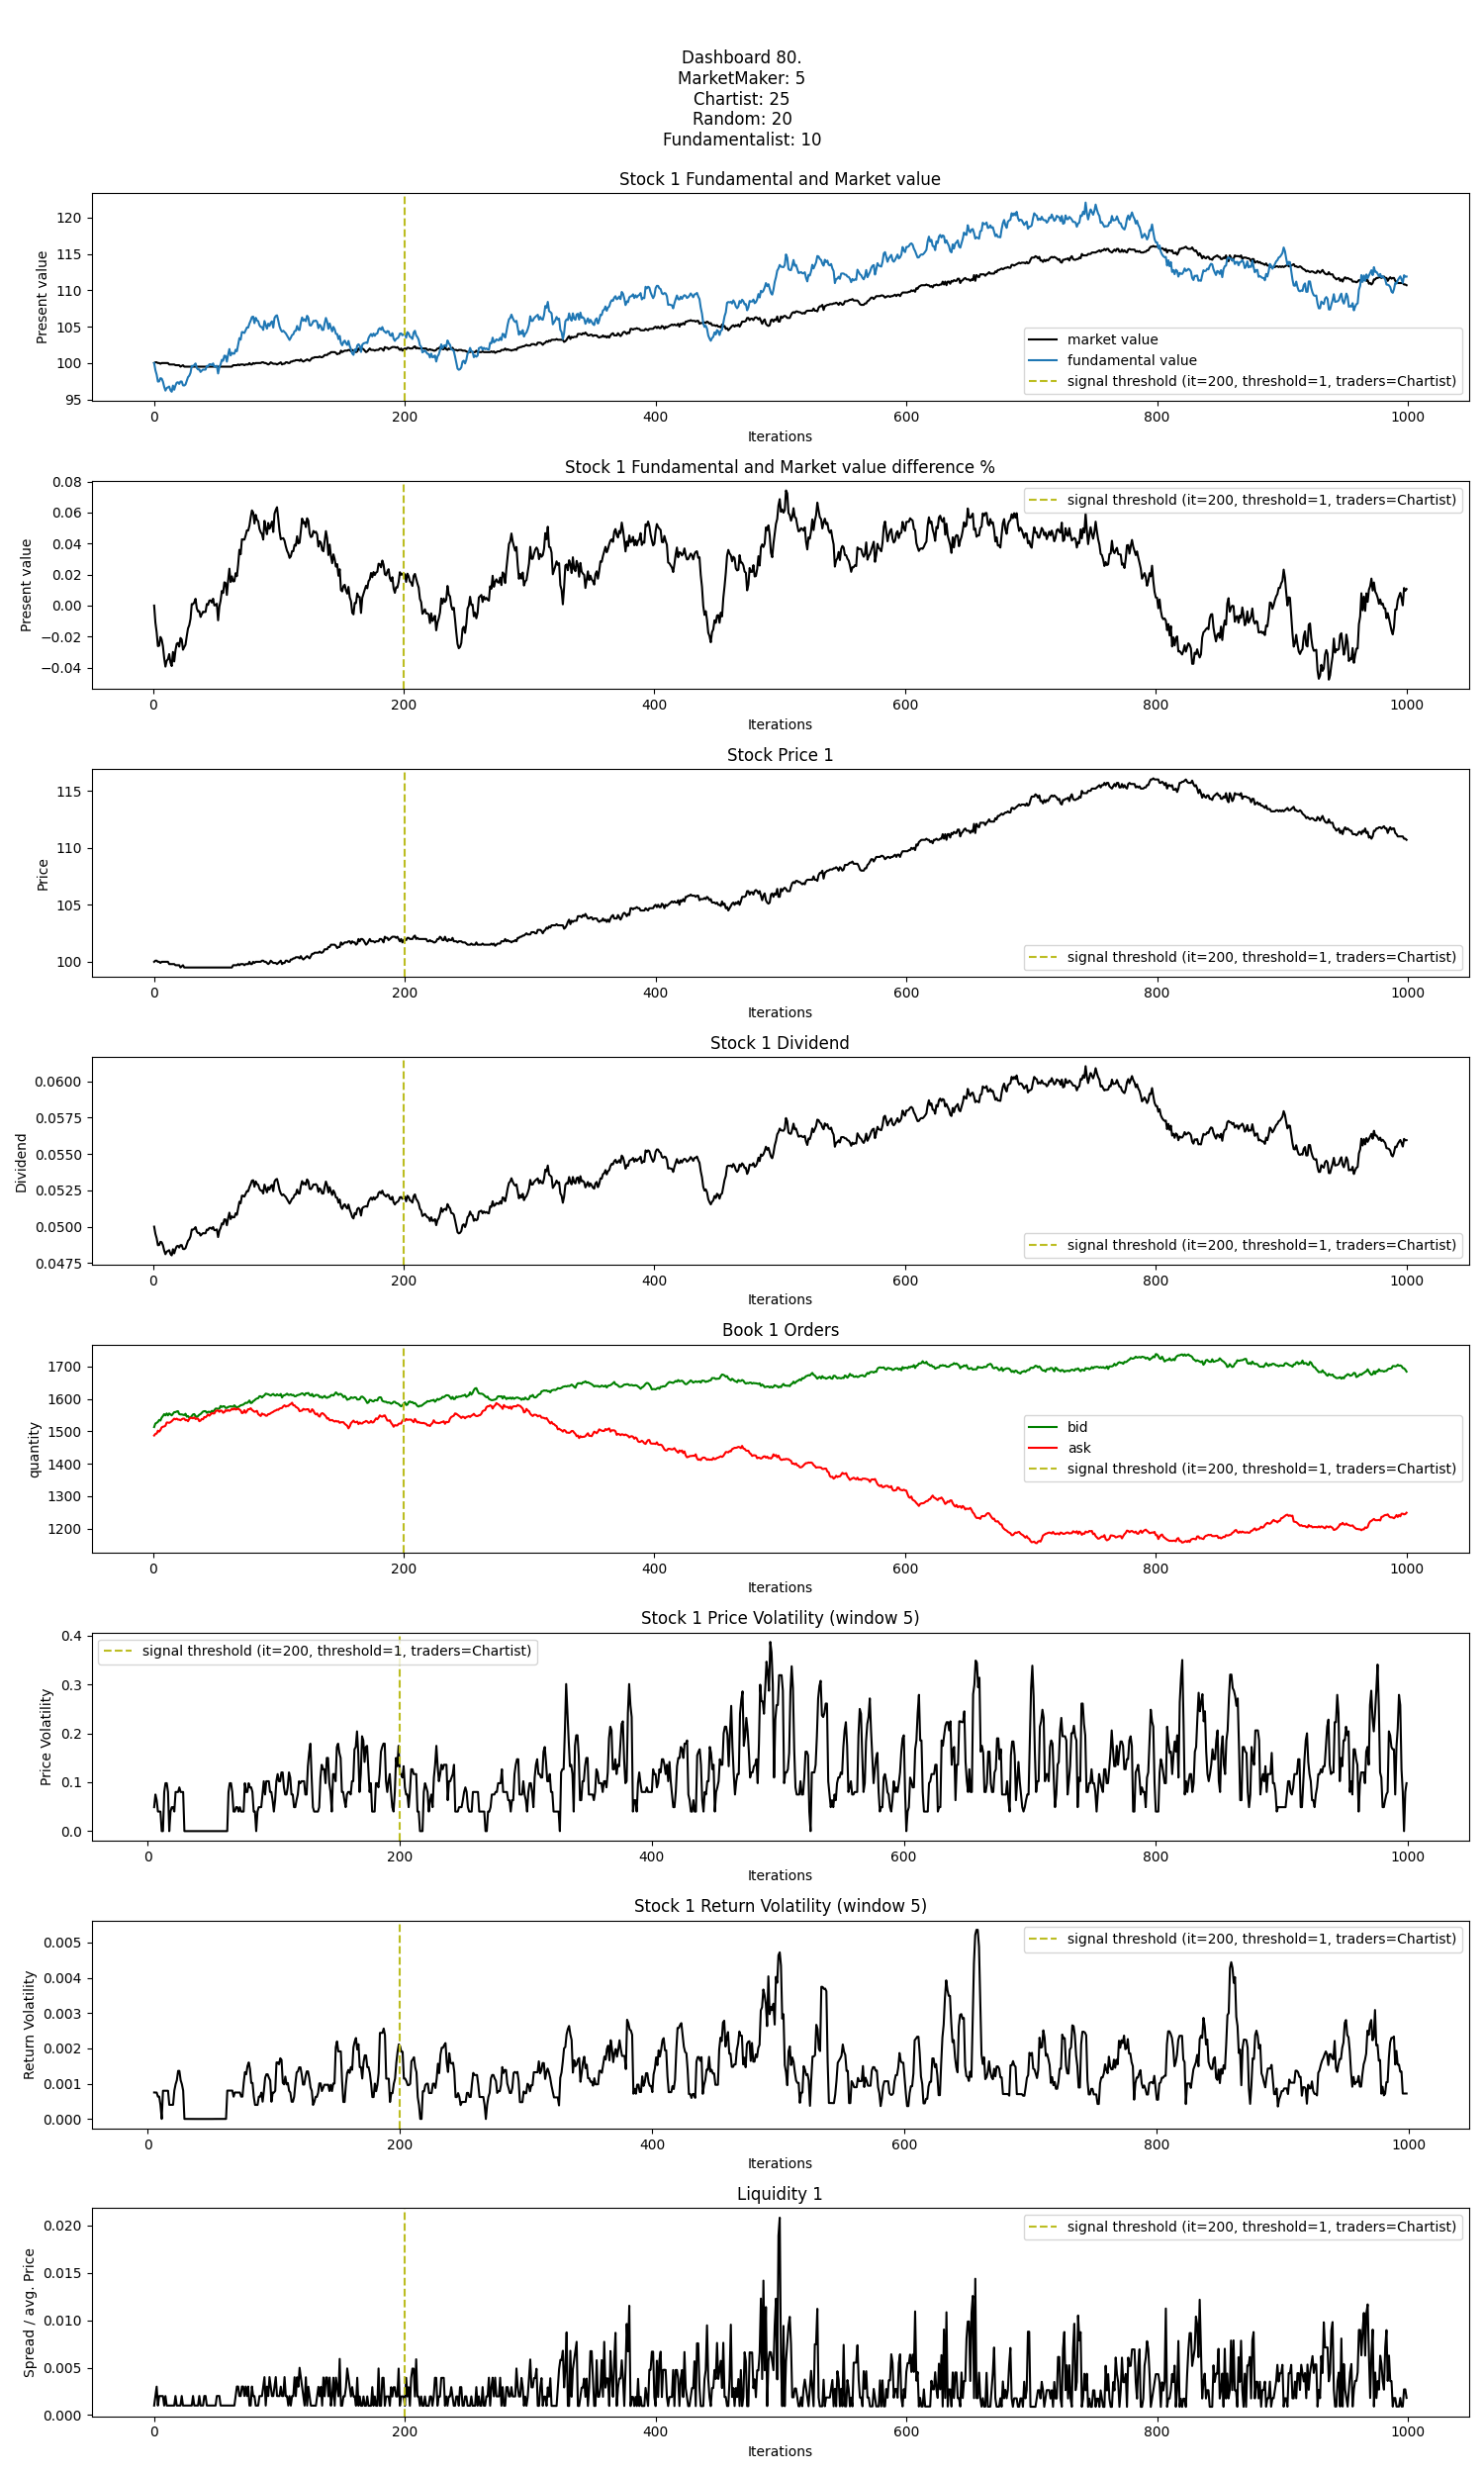 Dashboard 80.
MarketMaker: 5
Chartist: 25
Random: 20
Fundamentalist: 10
Stock 1 Fundamental and Market value
Present value
120
115
110
105
100
95
market value
fundamental value
signal threshold (it=200, threshold=1, traders=Chartist)
0 200 400 600 800 1000
Iterations
Stock 1 Fundamental and Market value difference %
Present value
0.08
0.06
0.04
0.02
0.00
−0.02
−0.04
signal threshold (it=200, threshold=1, traders=Chartist)
0 200 400 600 800 1000
Iterations
Stock Price 1
Price
115
110
105
100
signal threshold (it=200, threshold=1, traders=Chartist)
0 200 400 600 800 1000
Iterations
Stock 1 Dividend
Dividend
0.0600
0.0575
0.0550
0.0525
0.0500
0.0475
signal threshold (it=200, threshold=1, traders=Chartist)
0 200 400 600 800 1000
Iterations
Book 1 Orders
quantity
1700
1600
1500
1400
1300
1200
bid
ask
signal threshold (it=200, threshold=1, traders=Chartist)
0 200 400 600 800 1000
Iterations
Stock 1 Price Volatility (window 5)
Price Volatility
0.4
0.3
0.2
0.1
0.0
signal threshold (it=200, threshold=1, traders=Chartist)
0 200 400 600 800 1000
Iterations
Stock 1 Return Volatility (window 5)
Return Volatility
0.005
0.004
0.003
0.002
0.001
0.000
signal threshold (it=200, threshold=1, traders=Chartist)
0 200 400 600 800 1000
Iterations
Liquidity 1
Spread / avg. Price
0.020
0.015
0.010
0.005
0.000
signal threshold (it=200, threshold=1, traders=Chartist)
0 200 400 600 800 1000
Iterations